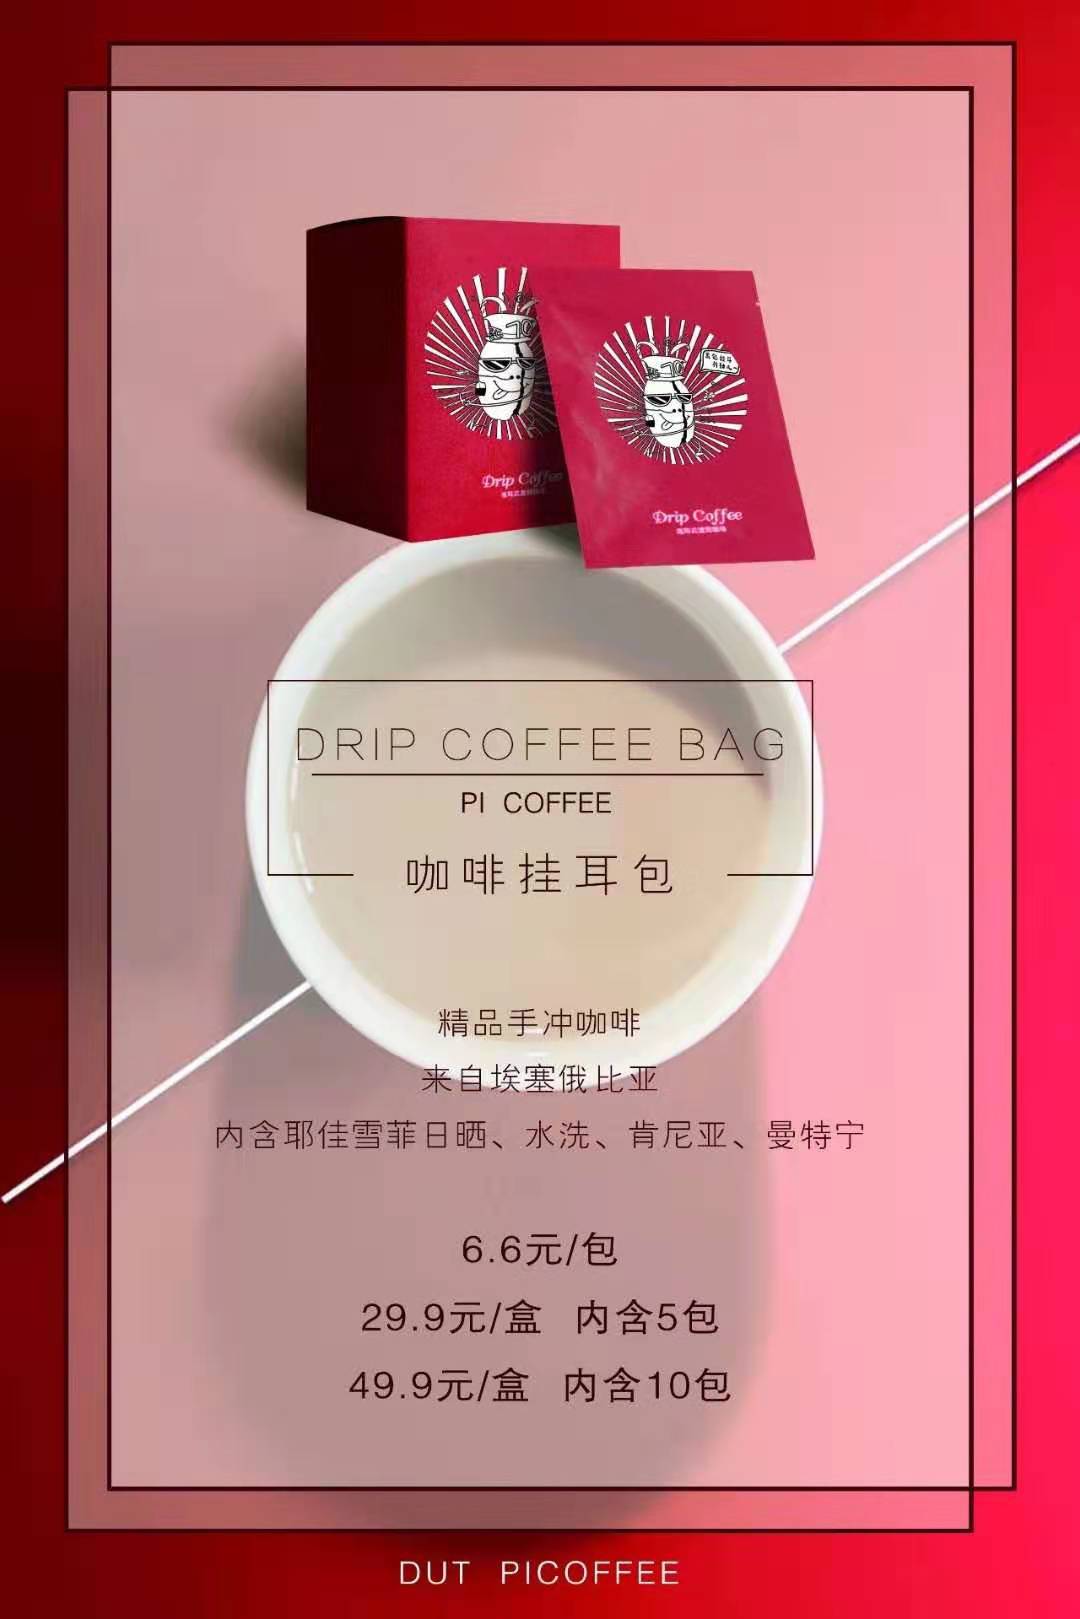 Drip Coffee
Drip Coffee
DRIP COFFEE BAG
PI COFFEE
咖啡挂耳包
精品手冲咖啡
来自埃塞俄比亚
内含耶佳雪菲日晒、水洗、肯尼亚、曼特宁
6.6元/包
29.9元/盒 内含5包
49.9元/盒 内含10包
DUT PICOFFEE